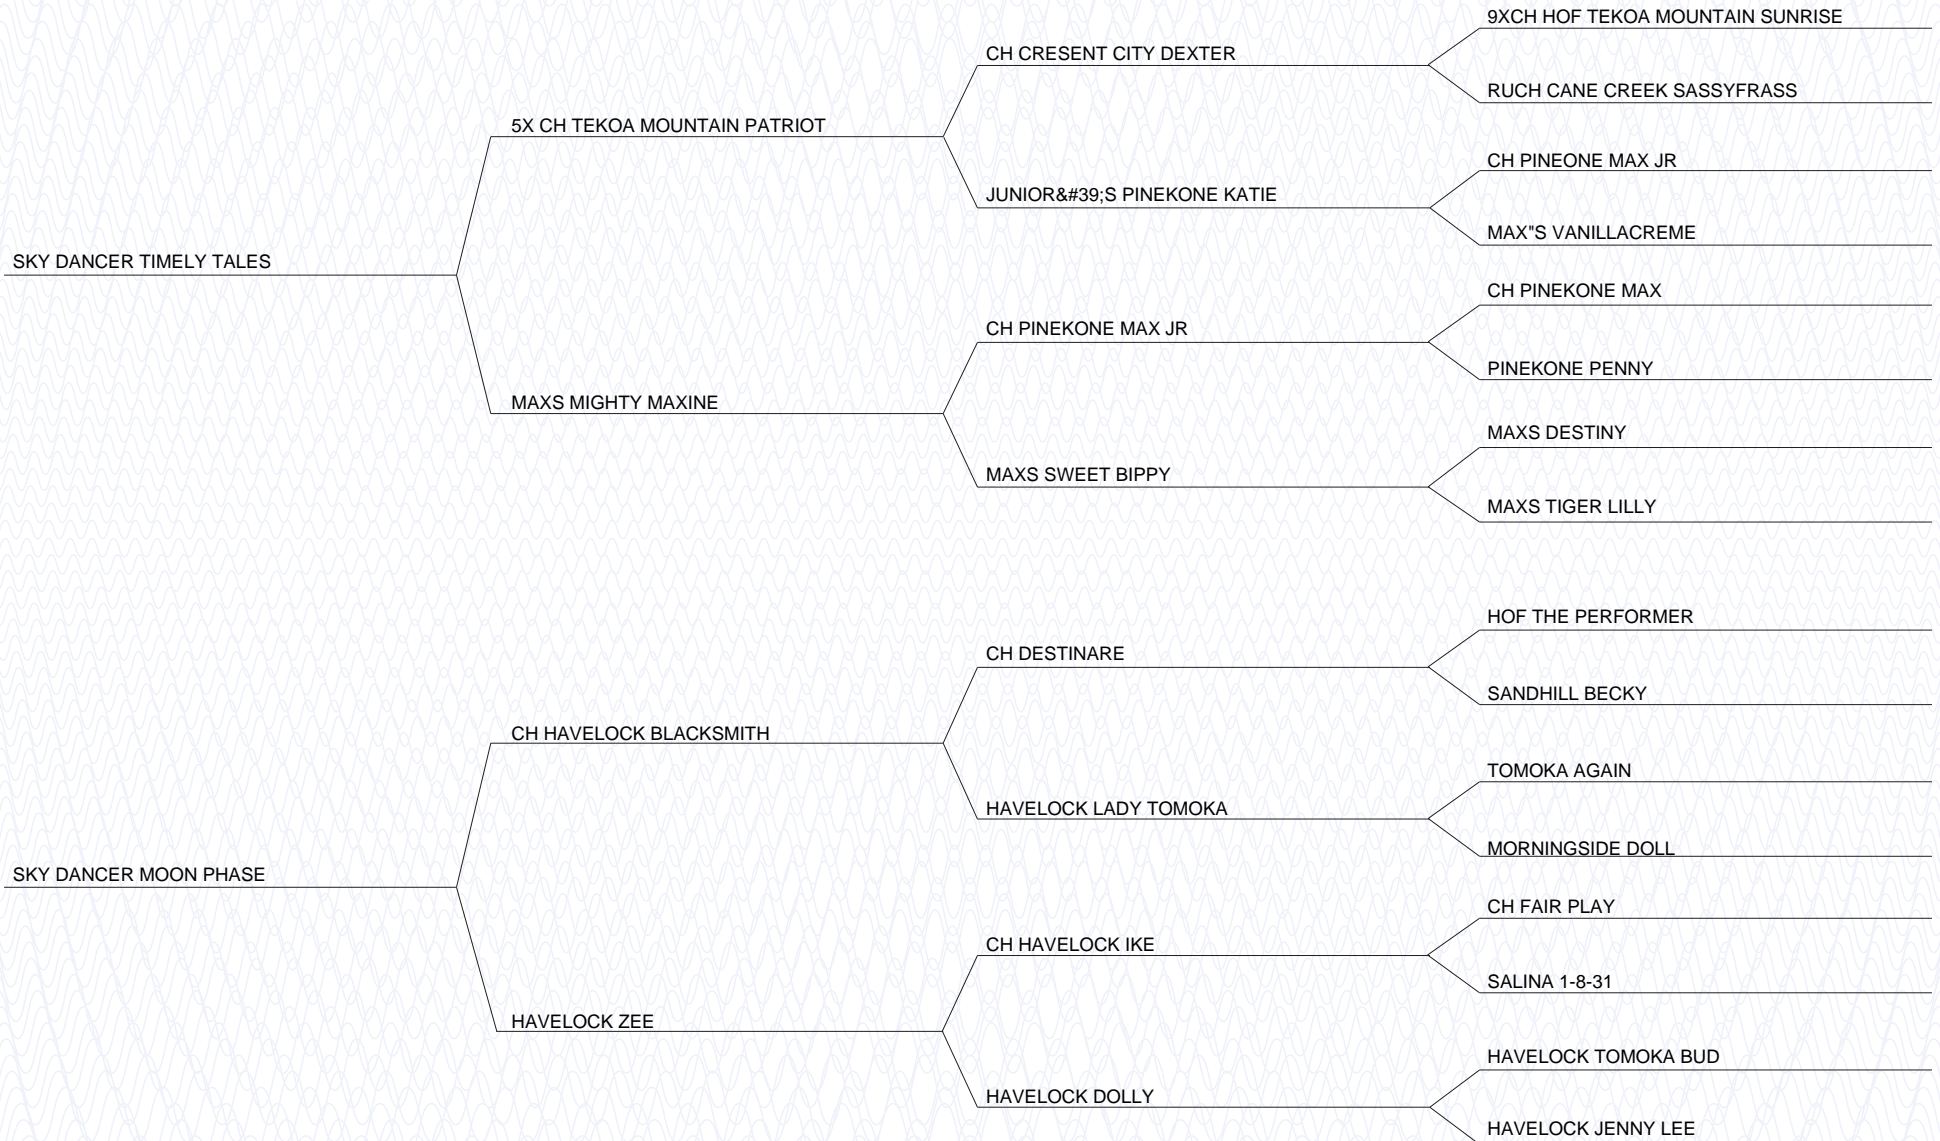 9XCH HOF TEKOA MOUNTAIN SUNRISE
CH CRESENT CITY DEXTER
RUCH CANE CREEK SASSYFRASS
5X CH TEKOA MOUNTAIN PATRIOT
CH PINEONE MAX JR
JUNIOR&#39;S PINEKONE KATIE
MAX"S VANILLACREME
SKY DANCER TIMELY TALES
CH PINEKONE MAX
CH PINEKONE MAX JR
PINEKONE PENNY
MAXS MIGHTY MAXINE
MAXS DESTINY
MAXS SWEET BIPPY
MAXS TIGER LILLY
HOF THE PERFORMER
CH DESTINARE
SANDHILL BECKY
CH HAVELOCK BLACKSMITH
TOMOKA AGAIN
HAVELOCK LADY TOMOKA
MORNINGSIDE DOLL
SKY DANCER MOON PHASE
CH FAIR PLAY
CH HAVELOCK IKE
SALINA 1-8-31
HAVELOCK ZEE
HAVELOCK TOMOKA BUD
HAVELOCK DOLLY
HAVELOCK JENNY LEE